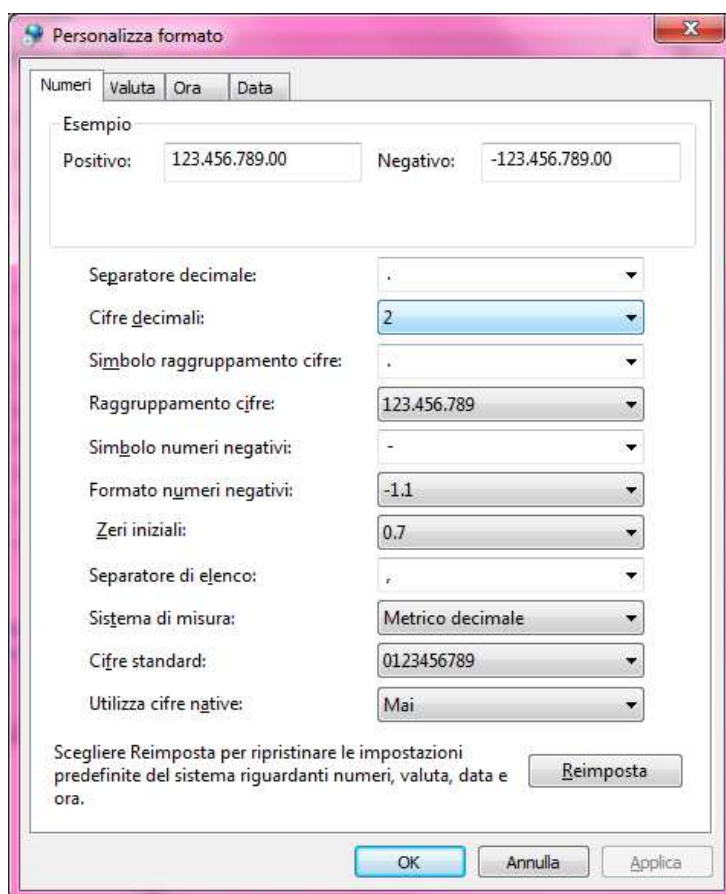 Personalizza formato
Numeri Valuta Ora Data
Esempio
Positivo: 123.456.789.00 Negativo: -123.456.789.00
Separatore decimale: .
Cifre decimali: 2
Simbolo raggruppamento cifre: .
Raggruppamento cifre: 123.456.789
Simbolo numeri negativi: -
Formato numeri negativi: -1.1
Zeri iniziali: 0.7
Separatore di elenco: ,
Sistema di misura: Metrico decimale
Cifre standard: 0123456789
Utilizza cifre native: Mai
Scegliere Reimposta per ripristinare le impostazioni
predefinite del sistema riguardanti numeri, valuta, data e
ora.
Reimposta
OK Annulla Applica